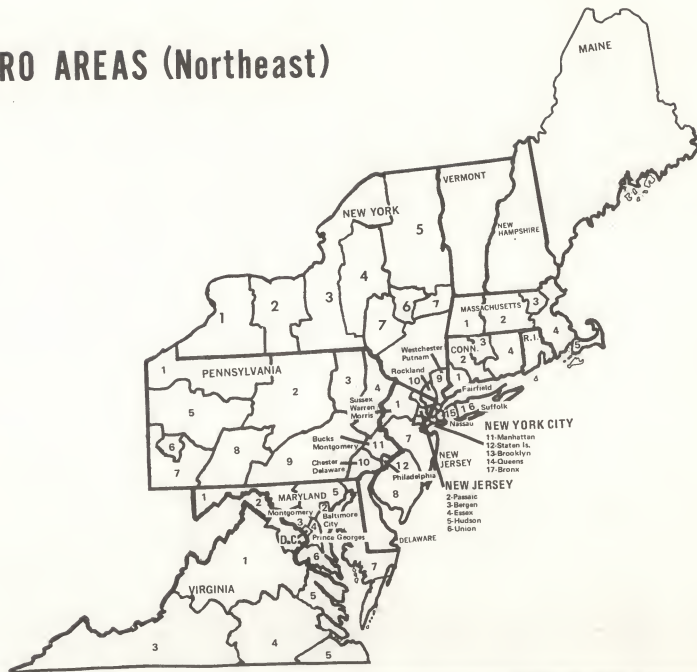 RO AREAS (Northeast)
MAINE
VERMONT
NEW YORK
5
NEW
HAMPSHIRE
4
3
2
1
6
7
7
MASSACHUSETTS
3
1
2
4
5
Westchester
Putnam
CONN.
3
2
4
R.I.
Rockland
10
9
1
Fairfield
1
PENNSYLVANIA
2
3
4
5
Sussex
Warren
Morris
1
15
16
Suffolk
Nassau
6
7
8
9
Bucks
Montgomery
11
7
Chester
Delaware
10
12
Philadelphia
NEW
JERSEY
8
NEW YORK CITY
11-Manhattan
12-Staten Is.
13-Brooklyn
14-Queens
17-Bronx
NEW JERSEY
2-Passaic
3-Bergen
4-Essex
5-Hudson
6-Union
1
2
MARYLAND
5
Montgomery
2
Baltimore
City
3
4
D.C.
Prince Georges
DELAWARE
6
7
1
5
VIRGINIA
3
4
5